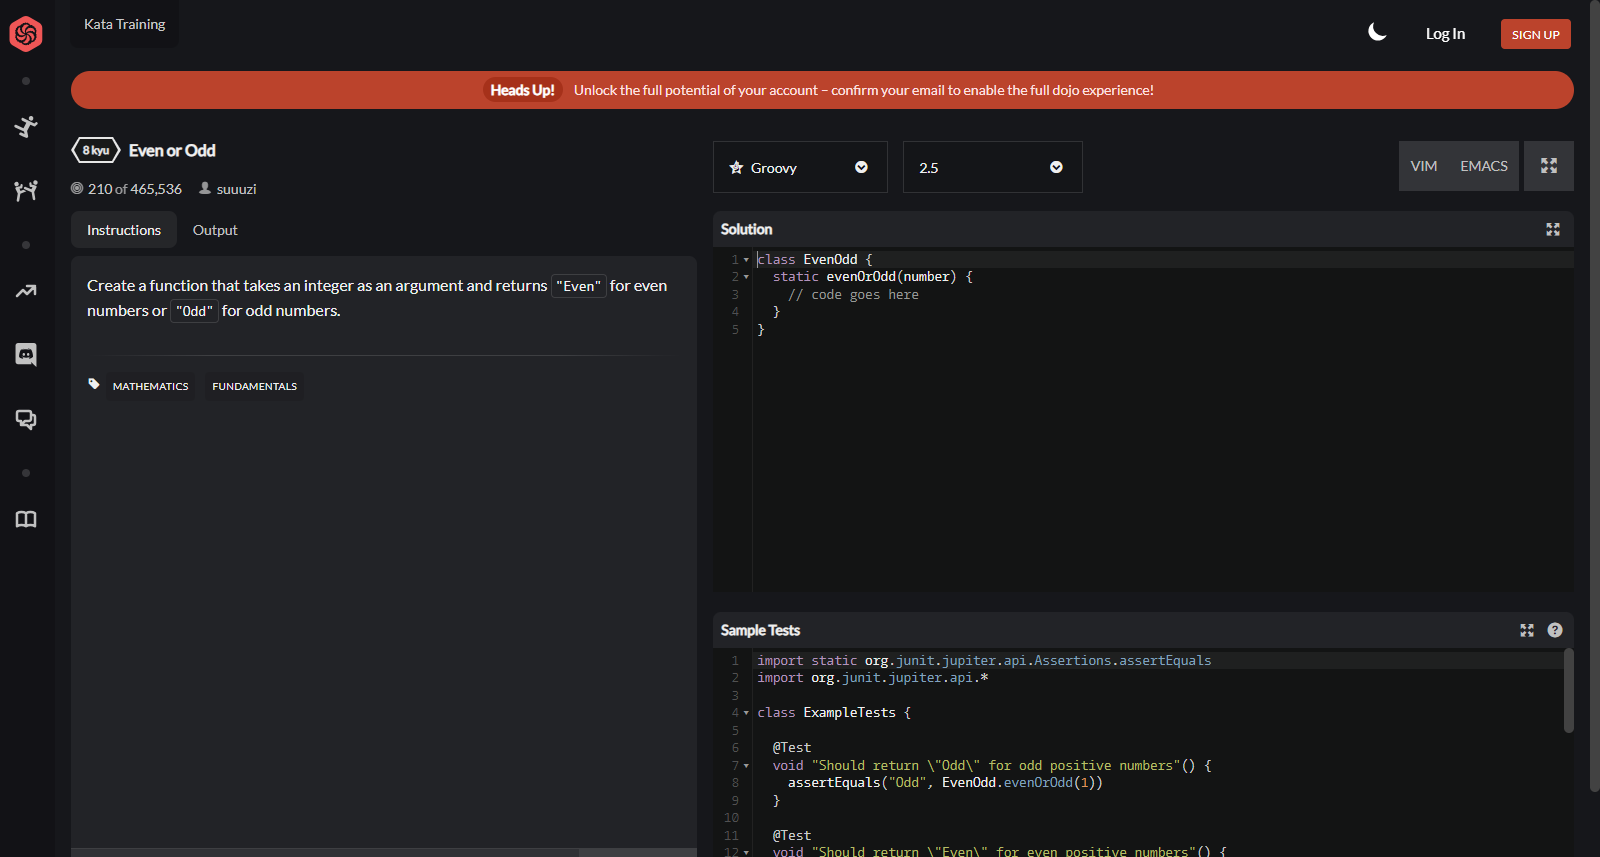 Kata Training
Log In
SIGN UP
Heads Up! Unlock the full potential of your account – confirm your email to enable the full dojo experience!
8 kyu Even or Odd
210 of 465,536 suuuzi
Instructions Output
Create a function that takes an integer as an argument and returns "Even" for even
numbers or "Odd" for odd numbers.
MATHEMATICS FUNDAMENTALS
Groovy 2.5
VIM EMACS
Solution
1 class EvenOdd {
2 static evenOrOdd(number) {
3 // code goes here
4 }
5 }
Sample Tests
1 import static org.junit.jupiter.api.Assertions.assertEquals
2 import org.junit.jupiter.api.*
3
4 class ExampleTests {
5
6 @Test
7 void "Should return \"Odd\" for odd positive numbers"() {
8 assertEquals("Odd", EvenOdd.evenOrOdd(1))
9 }
10
11 @Test
12 void "Should return \"Even\" for even positive numbers"() {